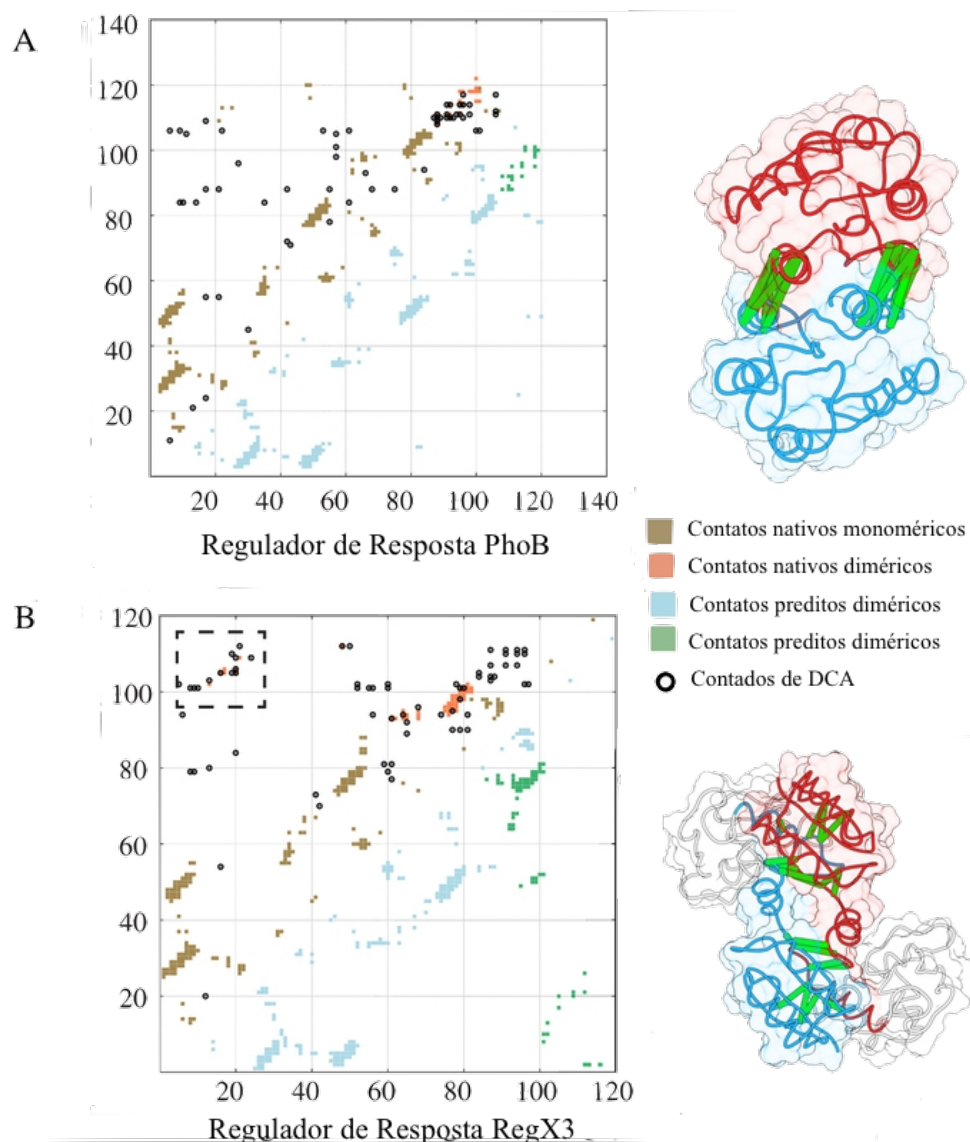 A
140
120
100
80
60
40
20
20 40 60 80 100 120 140
Regulador de Resposta PhoB
Contatos nativos monoméricos
Contatos nativos diméricos
Contatos preditos diméricos
Contatos preditos diméricos
Contados de DCA
B
120
100
80
60
40
20
20 40 60 80 100 120
Regulador de Resposta RegX3